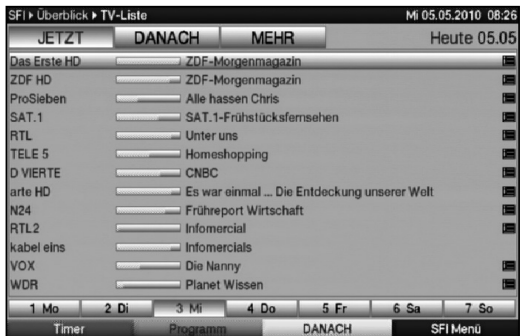 SFI ▸ Überblick ▸ TV-Liste Mi 05.05.2010 08:26
JETZT DANACH MEHR Heute 05.05
Das Erste HD ZDF-Morgenmagazin
ZDF HD ZDF-Morgenmagazin
ProSieben Alle hassen Chris
SAT.1 SAT.1-Frühstücksfernsehen
RTL Unter uns
TELE 5 Homeshopping
D VIERTE CNBC
arte HD Es war einmal ... Die Entdeckung unserer Welt
N24 Frühreport Wirtschaft
RTL2 Infomercial
kabel eins Infomercials
VOX Die Nanny
WDR Planet Wissen
1 Mo 2 Di 3 Mi 4 Do 5 Fr 6 Sa 7 So
Timer Programm DANACH SFI Menü